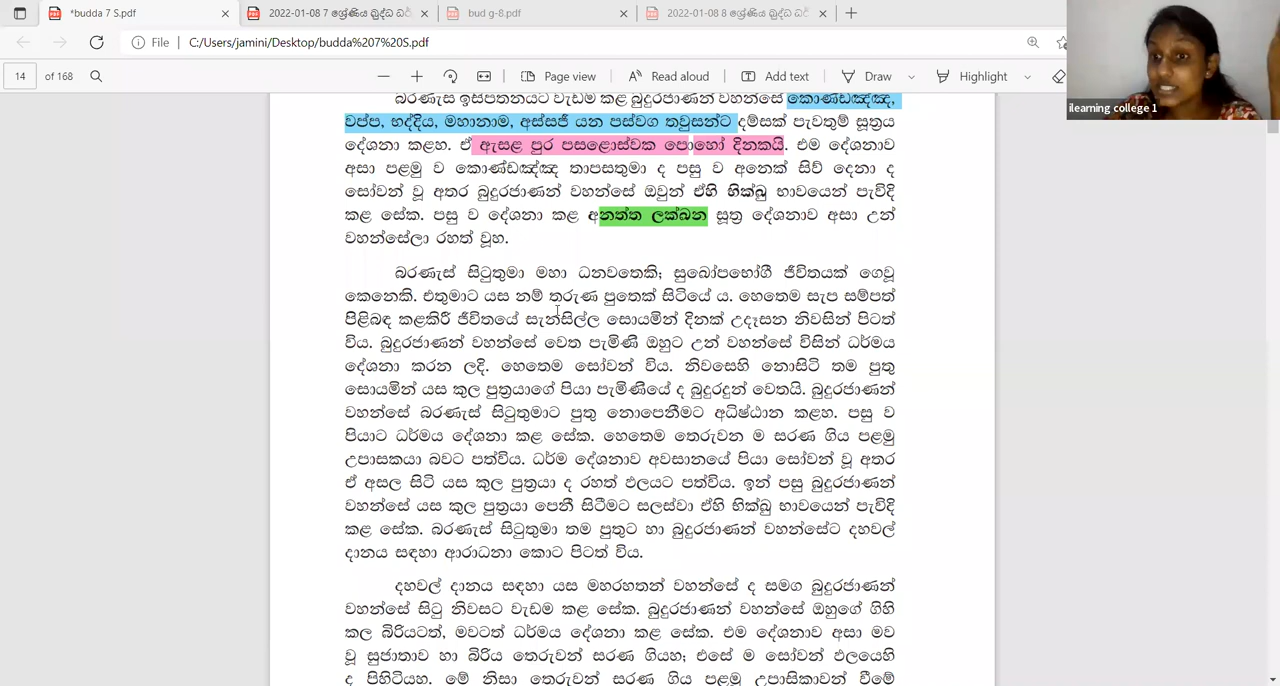 *budda 7 S.pdf
2022-01-08 7 ශ්‍රේණිය බුද්ධ ධර්
bud g-8.pdf
2022-01-08 8 ශ්‍රේණිය බුද්ධ ධර්
File C:/Users/jamini/Desktop/budda%207%20S.pdf
14 of 168 Page view Read aloud Add text Draw Highlight
ilearning college 1
බරණැස ඉසිපතනයට වැඩම කළ බුදුරජාණන් වහන්සේ කොණ්ඩඤ්ඤ,
වප්ප, භද්දිය, මහානාම, අස්සජි යන පස්වග තවුසන්ට දම්සක් පැවතුම් සූත්‍රය
දේශනා කළහ. ඒ ඇසළ පුර පසළොස්වක පොහෝ දිනකයි. එම දේශනාව
අසා පළමු ව කොණ්ඩඤ්ඤ තාපසතුමා ද පසු ව අනෙක් සිව් දෙනා ද
සෝවන් වූ අතර බුදුරජාණන් වහන්සේ ඔවුන් ඒහි භික්ඛු භාවයෙන් පැවිදි
කළ සේක. පසු ව දේශනා කළ අනත්ත ලක්ඛන සූත්‍ර දේශනාව අසා උන්
වහන්සේලා රහත් වූහ.
බරණැස් සිටුතුමා මහා ධනවතෙකි; සුඛෝපභෝගී ජීවිතයක් ගෙවූ
කෙනෙකි. එතුමාට යස නම් තරුණ පුතෙක් සිටියේ ය. හෙතෙම සැප සම්පත්
පිළිබඳ කළකිරී ජීවිතයේ සැනසිල්ල සොයමින් දිනක් උදෑසන නිවසින් පිටත්
විය. බුදුරජාණන් වහන්සේ වෙත පැමිණි ඔහුට උන් වහන්සේ විසින් ධර්මය
දේශනා කරන ලදි. හෙතෙම සෝවන් විය. නිවසෙහි නොසිටි තම පුතු
සොයමින් යස කුල පුත්‍රයාගේ පියා පැමිණියේ ද බුදුරදුන් වෙතයි. බුදුරජාණන්
වහන්සේ බරණැස් සිටුතුමාට පුතු නොපෙනීමට අධිෂ්ඨාන කළහ. පසු ව
පියාට ධර්මය දේශනා කළ සේක. හෙතෙම තෙරුවන ම සරණ ගිය පළමු
උපාසකයා බවට පත්විය. ධර්ම දේශනාව අවසානයේ පියා සෝවන් වූ අතර
ඒ අසල සිටි යස කුල පුත්‍රයා ද රහත් ඵලයට පත්විය. ඉන් පසු බුදුරජාණන්
වහන්සේ යස කුල පුත්‍රයා පෙනී සිටීමට සලස්වා ඒහි භික්ඛු භාවයෙන් පැවිදි
කළ සේක. බරණැස් සිටුතුමා තම පුතුට හා බුදුරජාණන් වහන්සේට දහවල්
දානය සඳහා ආරාධනා කොට පිටත් විය.
දහවල් දානය සඳහා යස මහරහතන් වහන්සේ ද සමග බුදුරජාණන්
වහන්සේ සිටු නිවසට වැඩම කළ සේක. බුදුරජාණන් වහන්සේ ඔහුගේ ගිහි
කල බිරියටත්, මවටත් ධර්මය දේශනා කළ සේක. එම දේශනාව අසා මව
වූ සුජාතාව හා බිරිය තෙරුවන් සරණ ගියහ; එසේ ම සෝවන් ඵලයෙහි
ද පිහිටියහ. මේ නිසා තෙරුවන් සරණ ගිය පළමු උපාසිකාවන් වීමේ